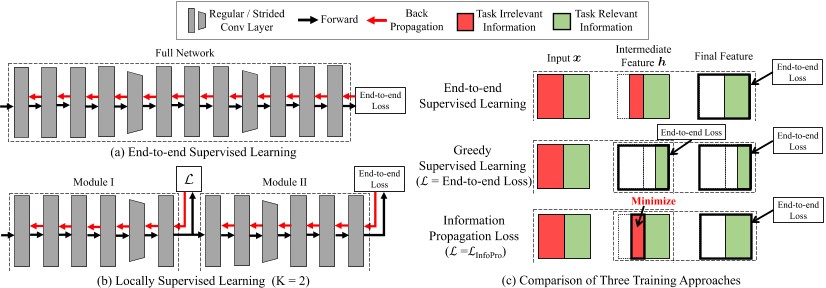 Regular / Strided
Conv Layer
Forward
Back
Propagation
Task Irrelevant
Information
Task Relevant
Information
Full Network
End-to-end
Loss
(a) End-to-end Supervised Learning
Module I
ℒ
Module II
End-to-end
Loss
(b) Locally Supervised Learning (K = 2)
Input x
Intermediate
Feature h
Final Feature
End-to-end
Supervised Learning
End-to-end
Loss
Greedy
Supervised Learning
(ℒ = End-to-end Loss)
End-to-end Loss
End-to-end
Loss
Information
Propagation Loss
(ℒ =ℒInfoPro)
Minimize
End-to-end
Loss
(c) Comparison of Three Training Approaches